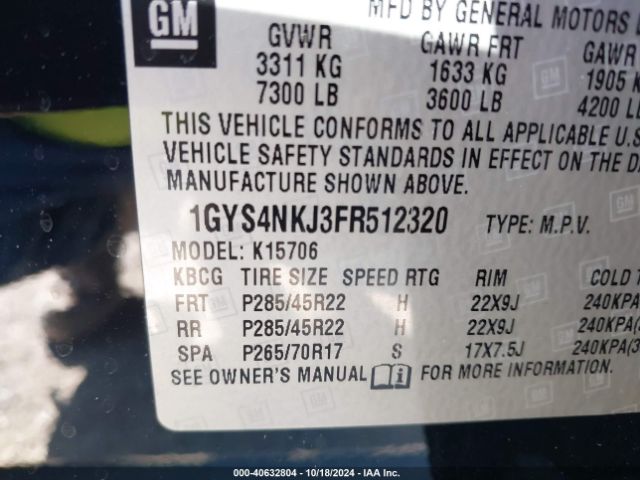 GM
MFD BY GENERAL MOTORS
GVWR GAWR FRT GAWR
3311 KG 1633 KG 1905 K
7300 LB 3600 LB 4200 LB
THIS VEHICLE CONFORMS TO ALL APPLICABLE U.S
VEHICLE SAFETY STANDARDS IN EFFECT ON THE DA
MANUFACTURE SHOWN ABOVE.
1GYS4NKJ3FR512320 TYPE: M.P.V.
MODEL: K15706
KBCG TIRE SIZE SPEED RTG RIM COLD T
FRT P285/45R22 H 22X9J 240KPA(
RR P285/45R22 H 22X9J 240KPA(
SPA P265/70R17 S 17X7.5J 240KPA(3
SEE OWNER'S MANUAL FOR MORE INFORMATION.
000-40632804 | 10/18/2024 | IAA Inc.